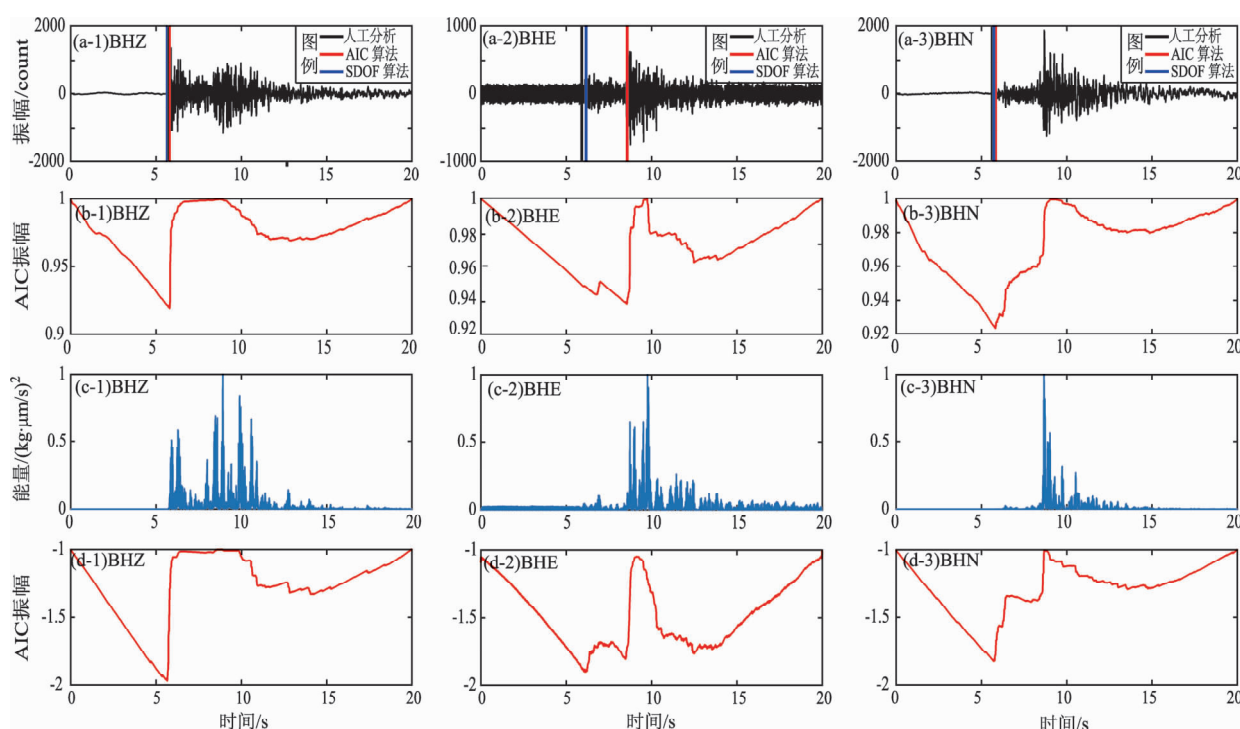 振幅/count
2000
0
-2000
(a-1)BHZ
图例
人工分析
AIC 算法
SDOF 算法
0 5 10 15 20
1000
0
-1000
(a-2)BHE
图例
人工分析
AIC 算法
SDOF 算法
0 5 10 15 20
2000
0
-2000
(a-3)BHN
图例
人工分析
AIC 算法
SDOF 算法
0 5 10 15 20
AIC振幅
1
0.95
0.9
(b-1)BHZ
0 5 10 15 20
1
0.98
0.96
0.94
0.92
(b-2)BHE
0 5 10 15 20
1
0.98
0.96
0.94
0.92
(b-3)BHN
0 5 10 15 20
能量/(kg·μm/s)²
1
0.5
0
(c-1)BHZ
0 5 10 15 20
1
0.5
0
(c-2)BHE
0 5 10 15 20
1
0.5
0
(c-3)BHN
0 5 10 15 20
AIC振幅
-1
-1.5
-2
(d-1)BHZ
0 5 10 15 20
时间/s
-1
-1.5
-2
(d-2)BHE
0 5 10 15 20
时间/s
-1
-1.5
-2
(d-3)BHN
0 5 10 15 20
时间/s